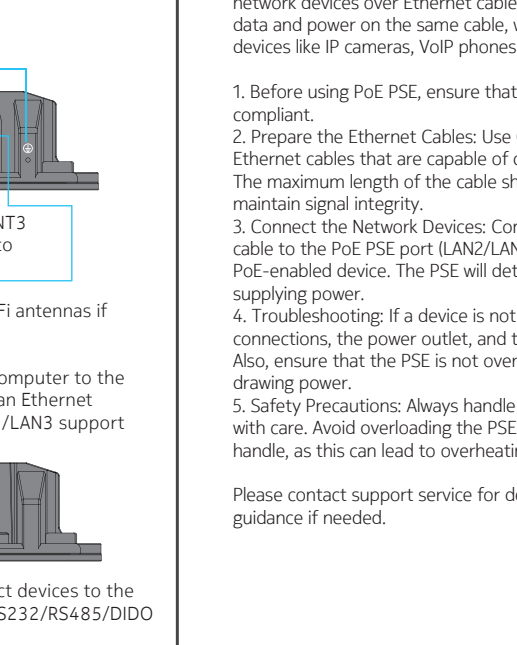 NT3
to
Fi antennas if
omputer to the
an Ethernet
/LAN3 support
ct devices to the
S232/RS485/DIDO
network devices over Ethernet cable
data and power on the same cable,
devices like IP cameras, VoIP phones
1. Before using PoE PSE, ensure that
compliant.
2. Prepare the Ethernet Cables: Use
Ethernet cables that are capable of
The maximum length of the cable sh
maintain signal integrity.
3. Connect the Network Devices: Con
cable to the PoE PSE port (LAN2/LAN
PoE-enabled device. The PSE will det
supplying power.
4. Troubleshooting: If a device is not
connections, the power outlet, and t
Also, ensure that the PSE is not over
drawing power.
5. Safety Precautions: Always handle
with care. Avoid overloading the PSE
handle, as this can lead to overheatin
Please contact support service for de
guidance if needed.